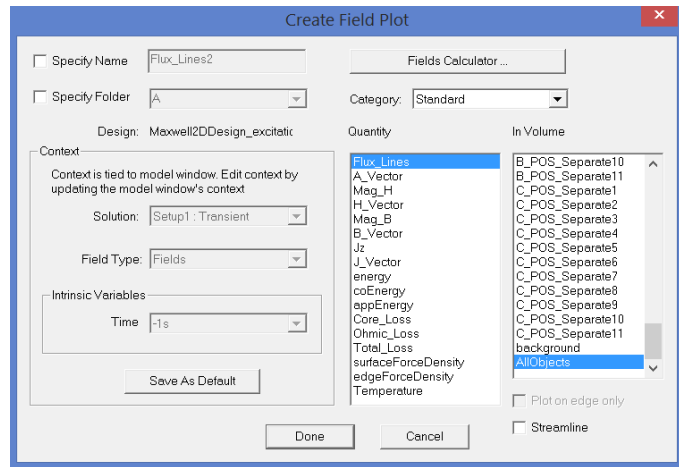 Create Field Plot
Specify Name
Flux_Lines2
Fields Calculator ...
Specify Folder
A
Category: Standard
Design: Maxwell2DDesign_excitatic
Context
Context is tied to model window. Edit context by
updating the model window's context
Solution: Setup1 : Transient
Field Type: Fields
Intrinsic Variables
Time -1s
Save As Default
Quantity
Flux_Lines
A_Vector
Mag_H
H_Vector
Mag_B
B_Vector
Jz
J_Vector
energy
coEnergy
appEnergy
Core_Loss
Ohmic_Loss
Total_Loss
surfaceForceDensity
edgeForceDensity
Temperature
In Volume
B_POS_Separate10
B_POS_Separate11
C_POS_Separate1
C_POS_Separate2
C_POS_Separate3
C_POS_Separate4
C_POS_Separate5
C_POS_Separate6
C_POS_Separate7
C_POS_Separate8
C_POS_Separate9
C_POS_Separate10
C_POS_Separate11
background
AllObjects
Plot on edge only
Streamline
Done
Cancel